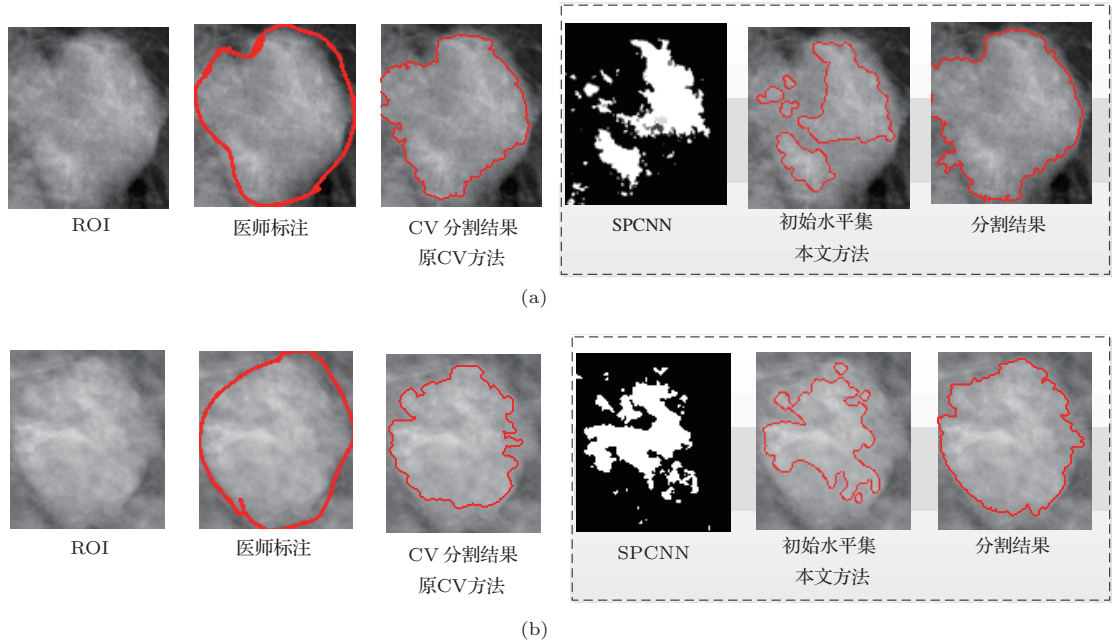 ROI
医师标注
CV 分割结果
原CV方法
SPCNN
初始水平集
本文方法
分割结果
(a)
ROI
医师标注
CV 分割结果
原CV方法
SPCNN
初始水平集
本文方法
分割结果
(b)